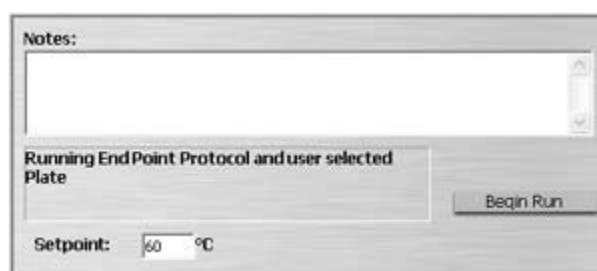 Notes:
Running End Point Protocol and user selected
Plate
Begin Run
Setpoint: 60 °C